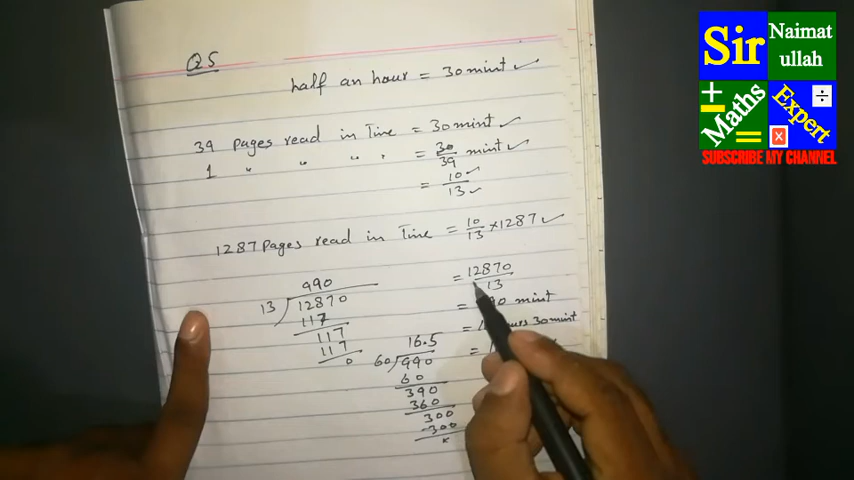 Q5
half an hour = 30 mint ✓
39 pages read in Time = 30 mint ✓
1 " " " " = 30/39 mint ✓
= 10/13 ✓
1287 Pages read in Time = 10/13 × 1287 ✓
= 12870/13
990
13 12870
117
117
117
0
mint
30 mint
16.5
60 990
60
390
360
300
300
x
Sir
Naimat
ullah
Maths
Expert
SUBSCRIBE MY CHANNEL